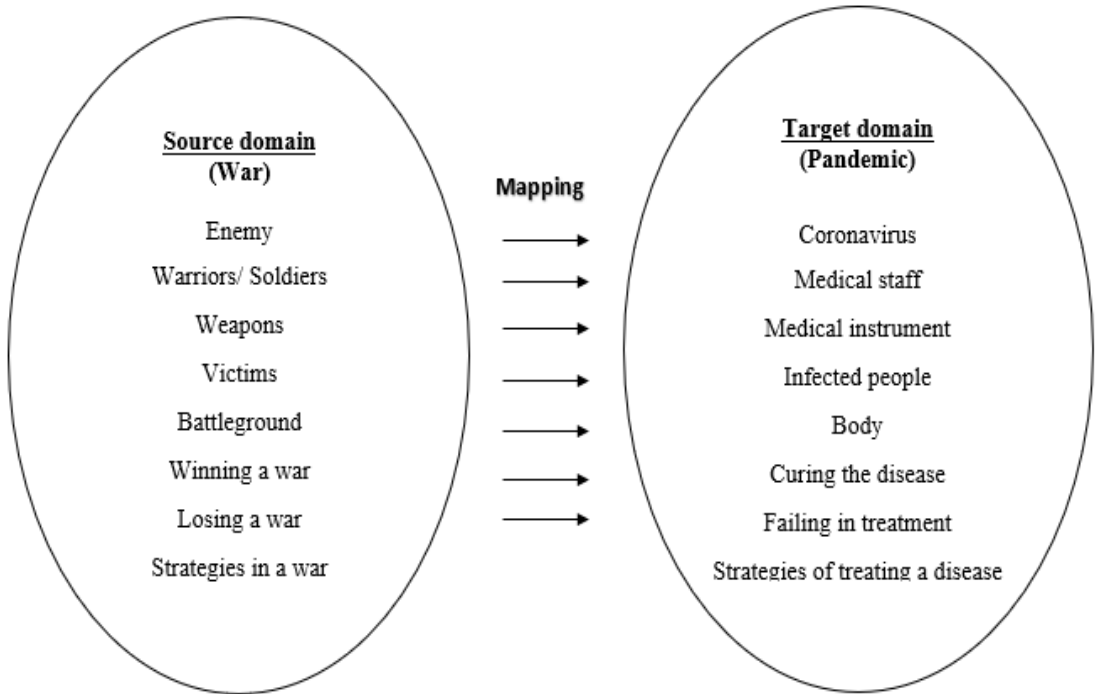 Source domain
(War)
Enemy
Warriors/ Soldiers
Weapons
Victims
Battleground
Winning a war
Losing a war
Strategies in a war
Mapping
Target domain
(Pandemic)
Coronavirus
Medical staff
Medical instrument
Infected people
Body
Curing the disease
Failing in treatment
Strategies of treating a disease